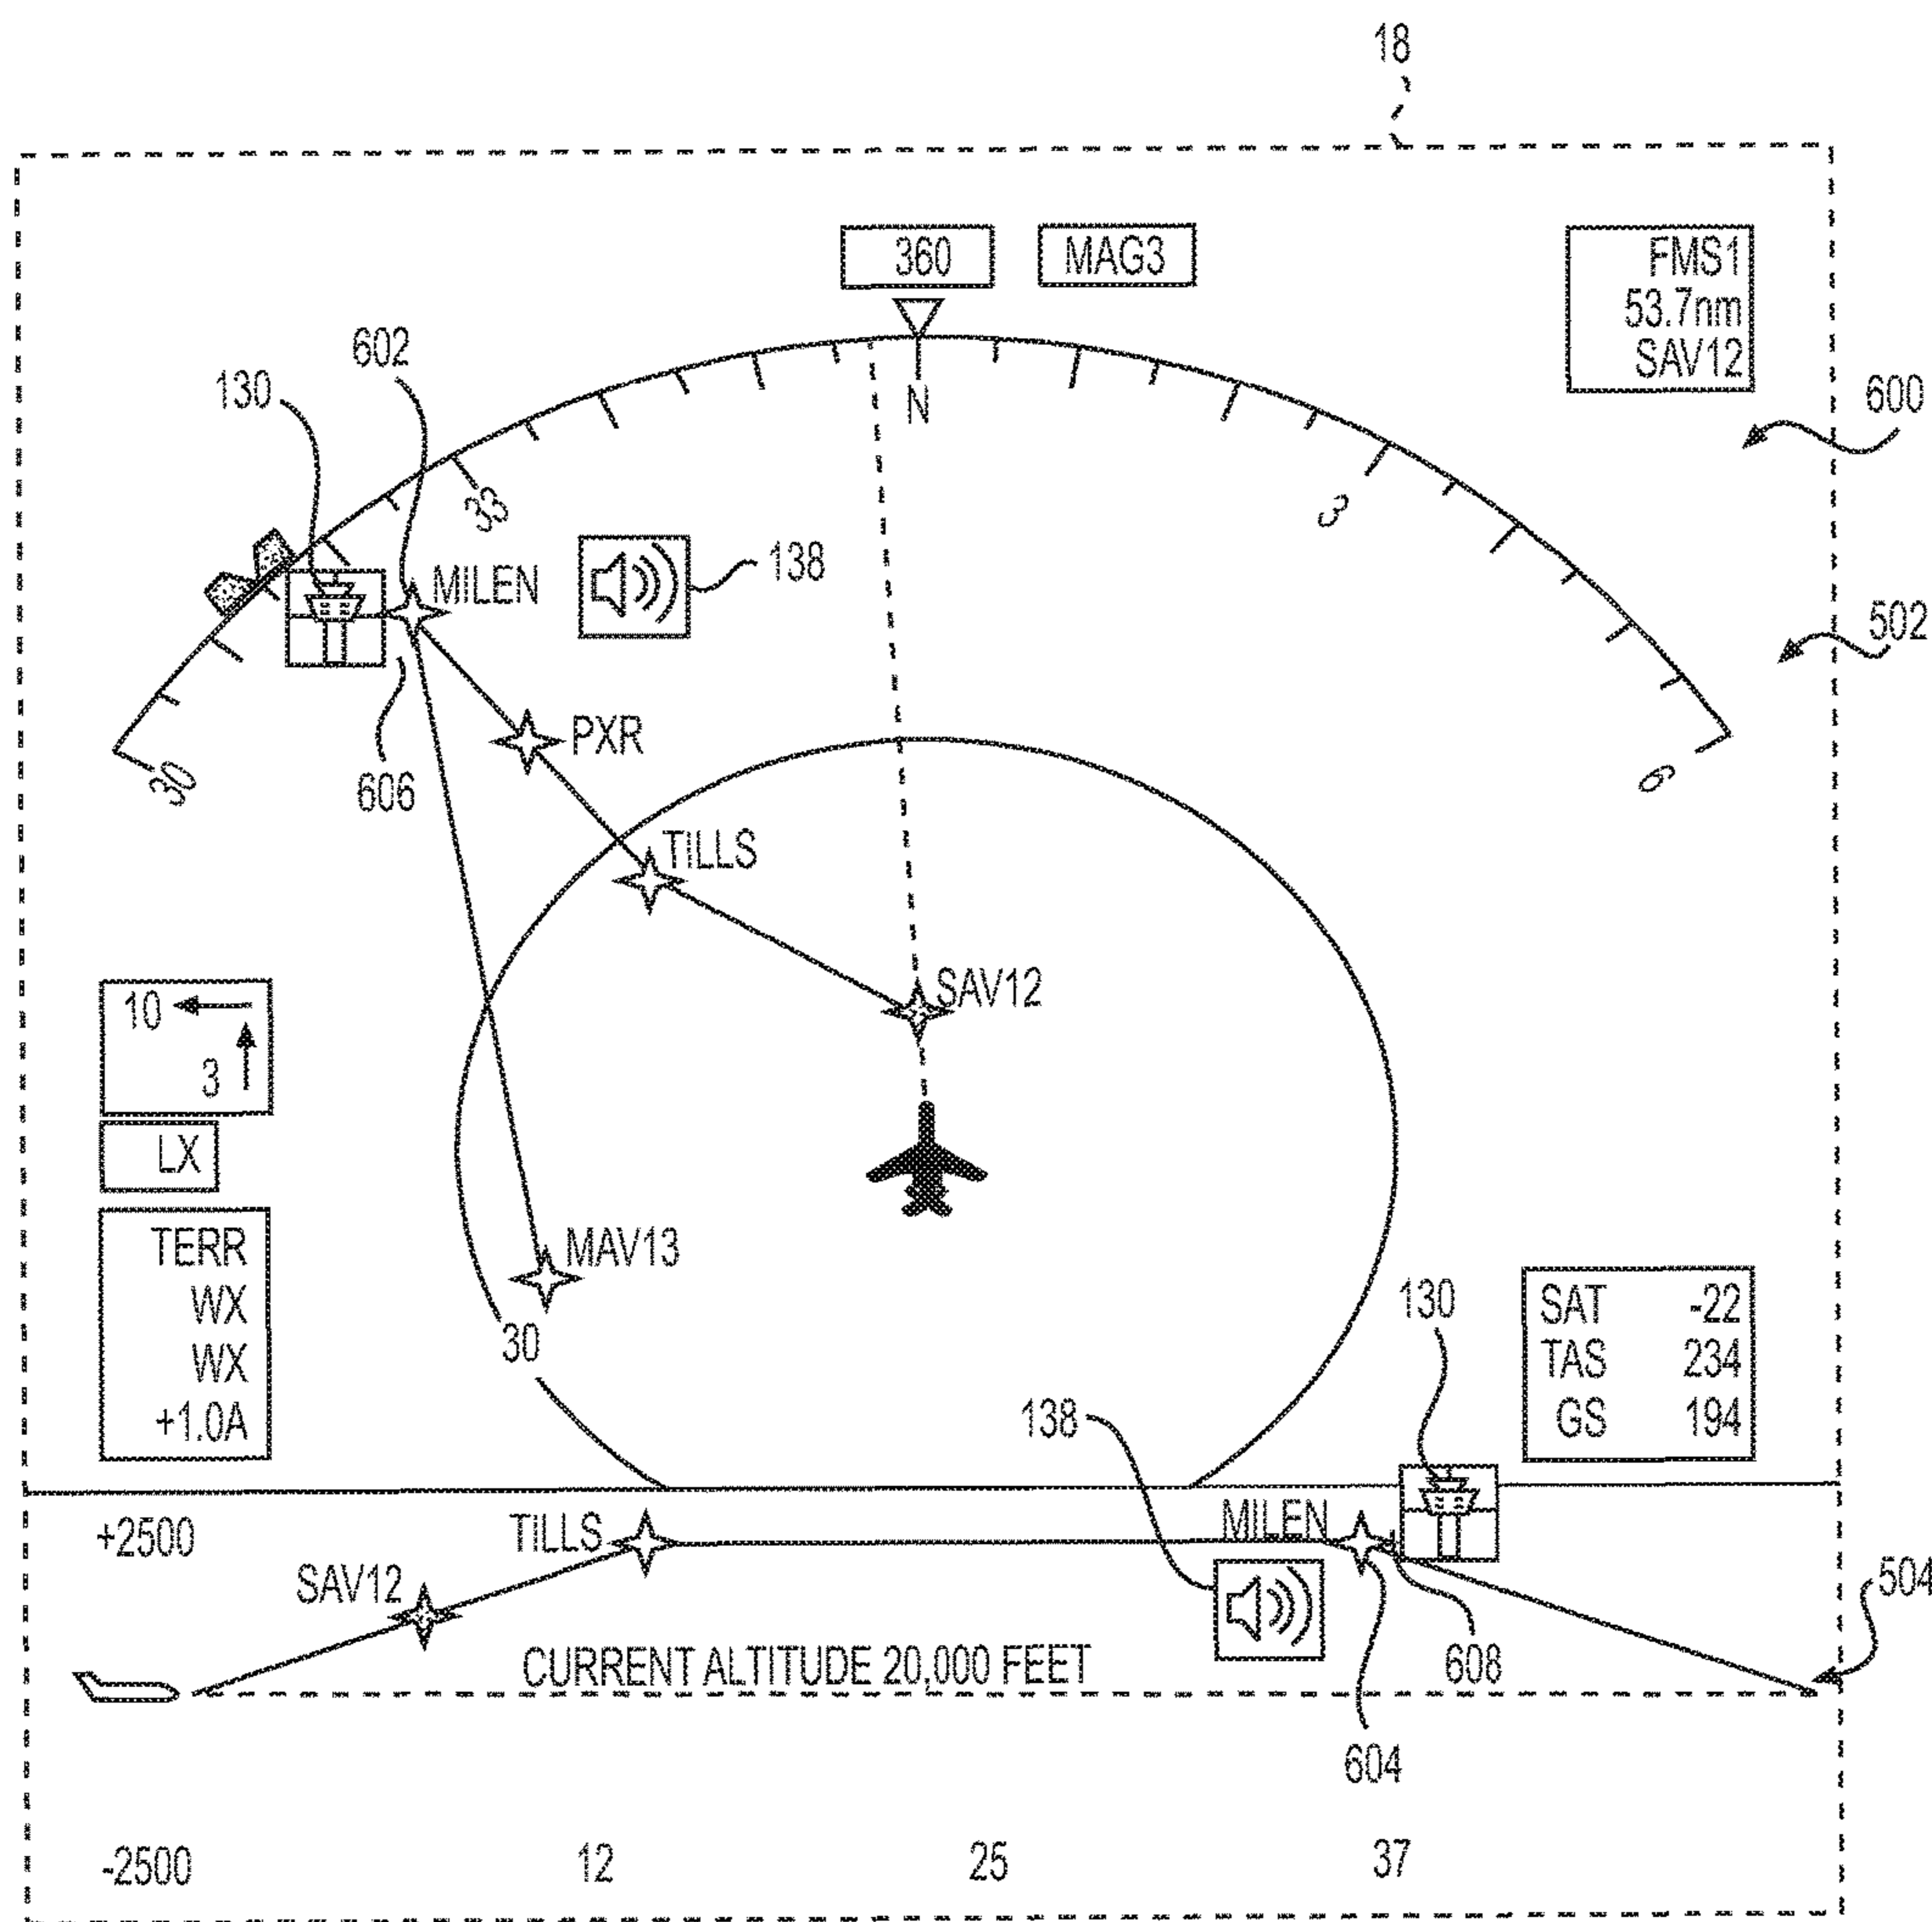 18
360
MAG3
FMS1
53.7nm
SAV12
600
602
130
N
33
3
502
138
MILEN
PXR
606
30
6
TILLS
SAV12
10
3
LX
MAV13
TERR
WX
WX
+1.0A
30
130
SAT -22
TAS 234
GS 194
138
+2500
TILLS
MILEN
SAV12
504
CURRENT ALTITUDE 20,000 FEET
608
604
-2500
12
25
37